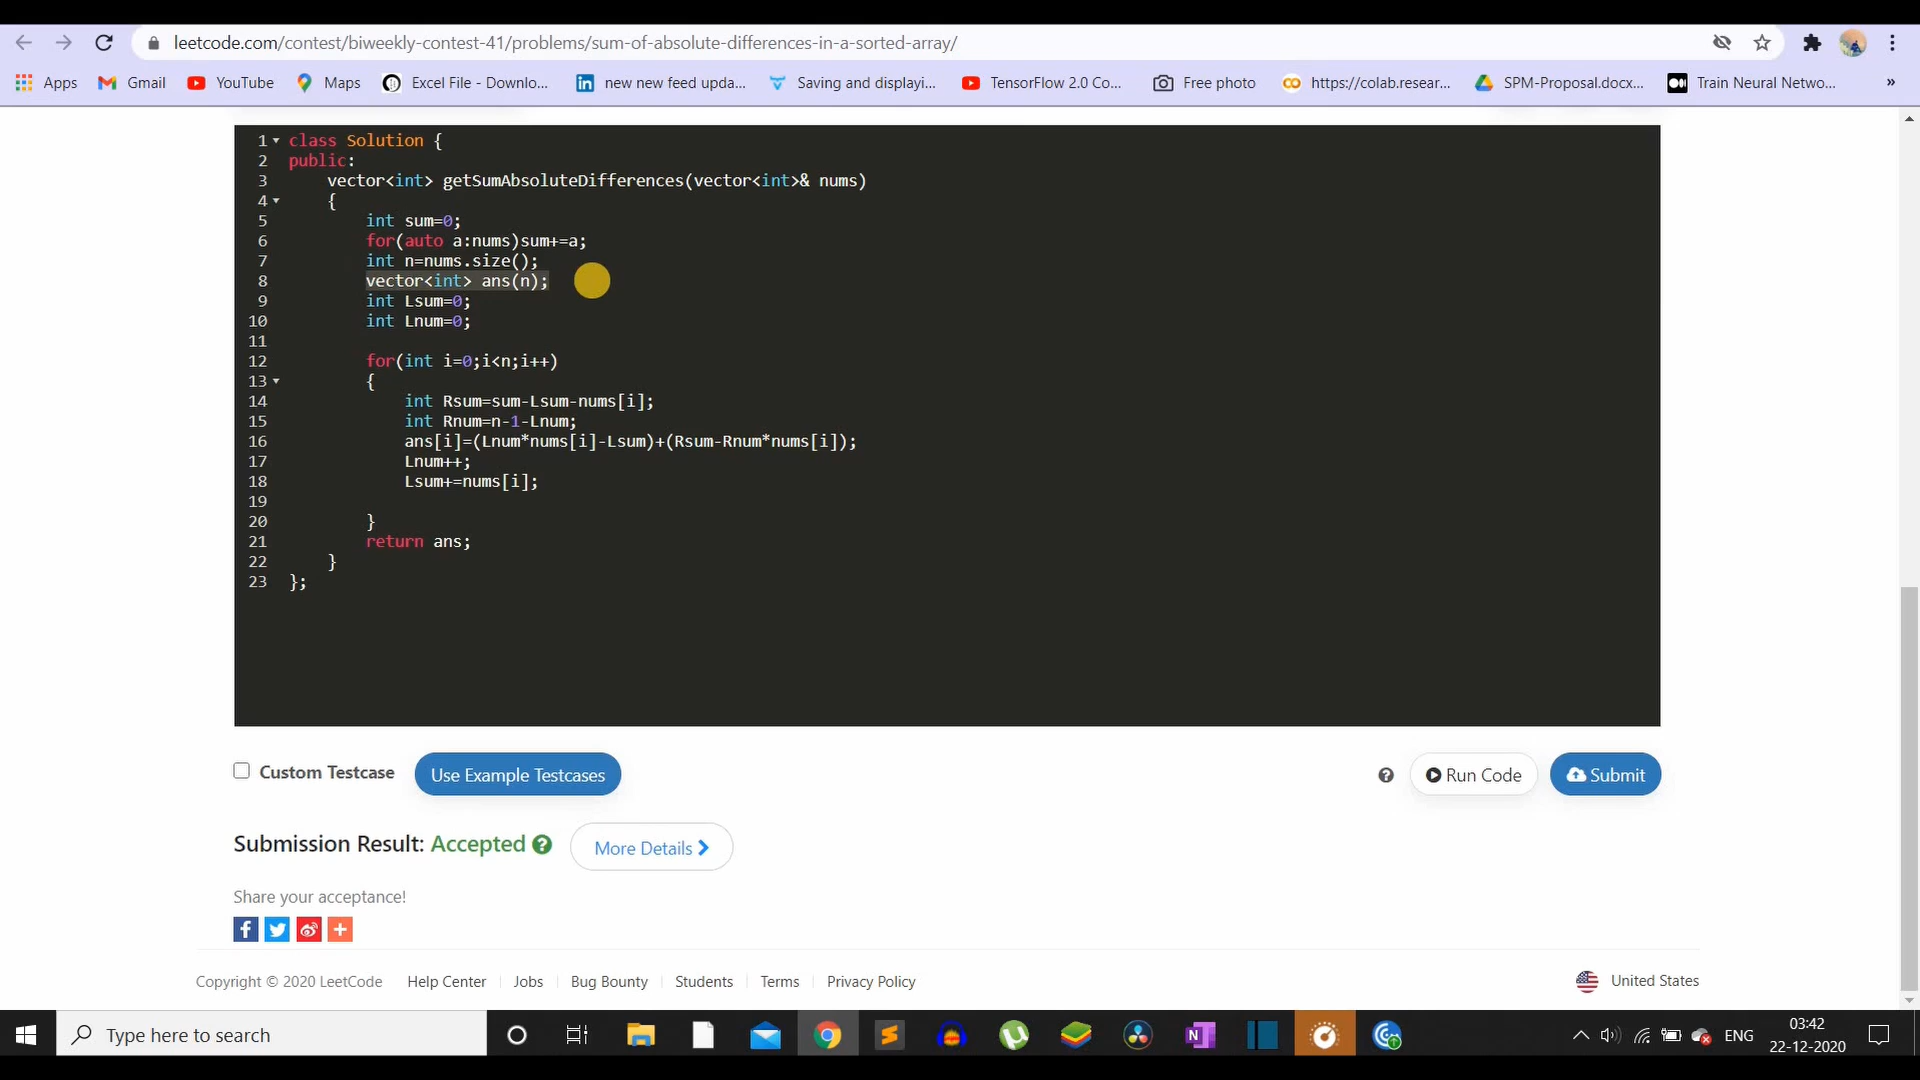 leetcode.com/contest/biweekly-contest-41/problems/sum-of-absolute-differences-in-a-sorted-array/
Apps Gmail YouTube Maps Excel File - Downlo... new new feed upda... Saving and displayi... TensorFlow 2.0 Co... Free photo https://colab.resear... SPM-Proposal.docx... Train Neural Netwo... »
1 class Solution {
2 public:
3 vector<int> getSumAbsoluteDifferences(vector<int>& nums)
4 {
5 int sum=0;
6 for(auto a:nums)sum+=a;
7 int n=nums.size();
8 vector<int> ans(n);
9 int Lsum=0;
10 int Lnum=0;
11
12 for(int i=0;i<n;i++)
13 {
14 int Rsum=sum-Lsum-nums[i];
15 int Rnum=n-1-Lnum;
16 ans[i]=(Lnum*nums[i]-Lsum)+(Rsum-Rnum*nums[i]);
17 Lnum++;
18 Lsum+=nums[i];
19
20 }
21 return ans;
22 }
23 };
Custom Testcase Use Example Testcases Run Code Submit
Submission Result: Accepted More Details
Share your acceptance!
Copyright © 2020 LeetCode Help Center Jobs Bug Bounty Students Terms Privacy Policy United States
Type here to search ENG 03:42
22-12-2020